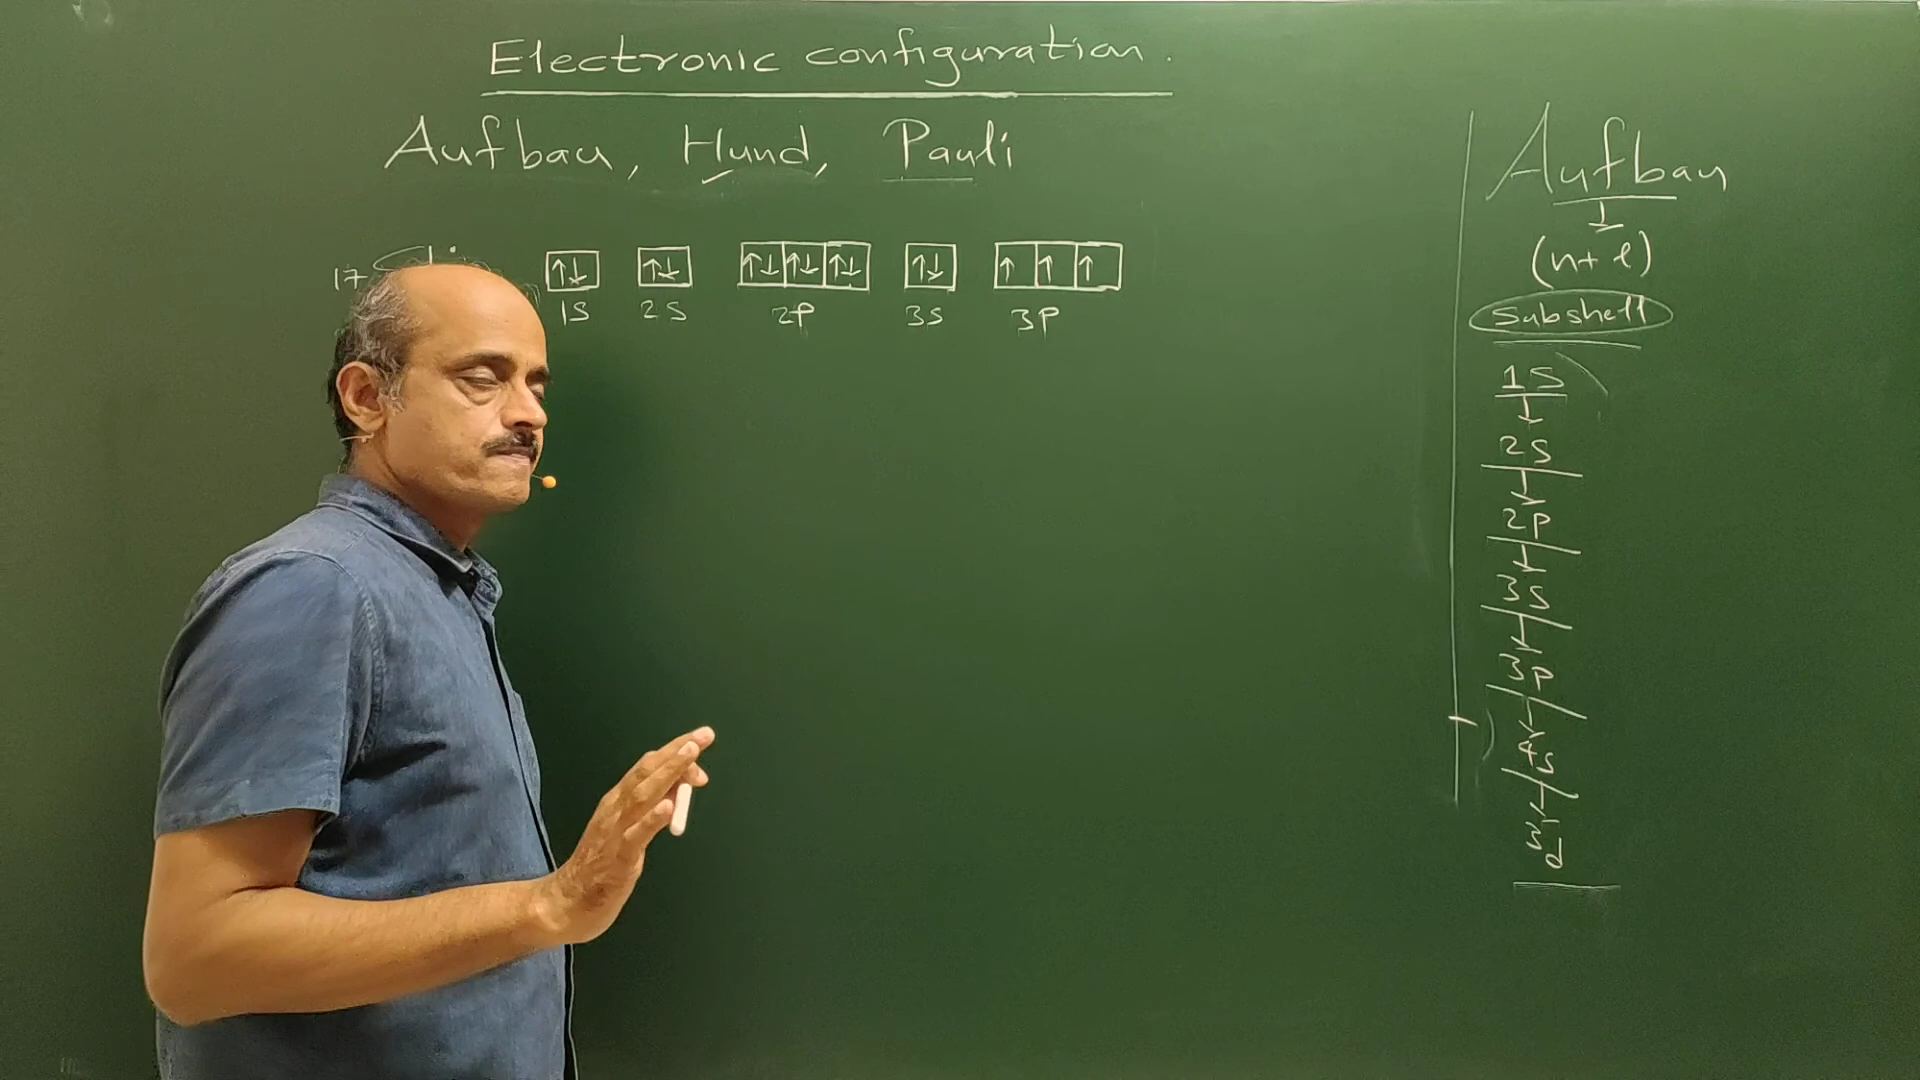 Electronic configuration.
Aufbau, Hund, Pauli
17
↑↓ ↑↓ ↑↓ ↑↓ ↑↓ ↑↓ ↑ ↑ ↑
1S 2S 2P 3S 3P
Aufbau
(n+l)
Subshell
1S
2S
2P
3S
3P
4S
3d